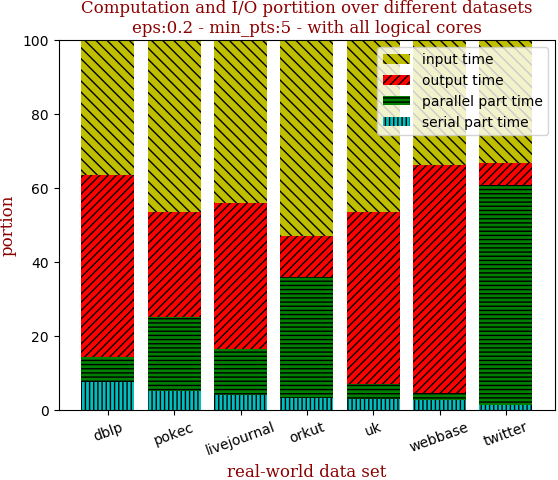 Computation and I/O portition over different datasets
eps:0.2 - min_pts:5 - with all logical cores
100
80
60
40
20
0
portion
input time
output time
parallel part time
serial part time
dblp
pokec
livejournal
orkut
uk
webbase
twitter
real-world data set